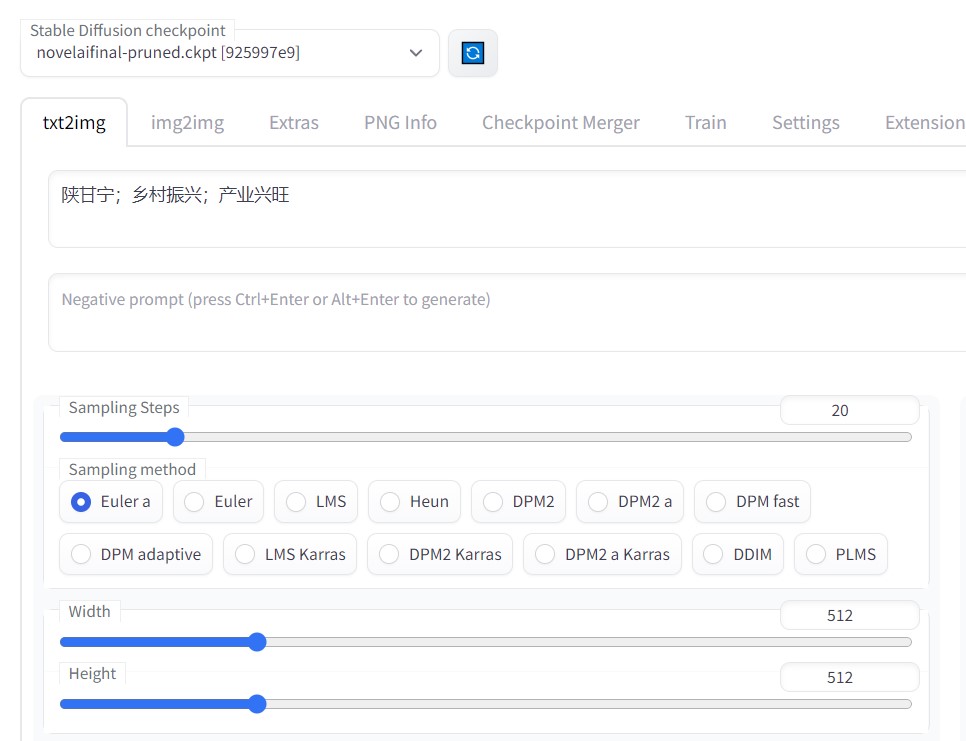 Stable Diffusion checkpoint
novelaifinal-pruned.ckpt [925997e9]
txt2img img2img Extras PNG Info Checkpoint Merger Train Settings Extension
陕甘宁；乡村振兴；产业兴旺
Negative prompt (press Ctrl+Enter or Alt+Enter to generate)
Sampling Steps 20
Sampling method
Euler a Euler LMS Heun DPM2 DPM2 a DPM fast
DPM adaptive LMS Karras DPM2 Karras DPM2 a Karras DDIM PLMS
Width 512
Height 512